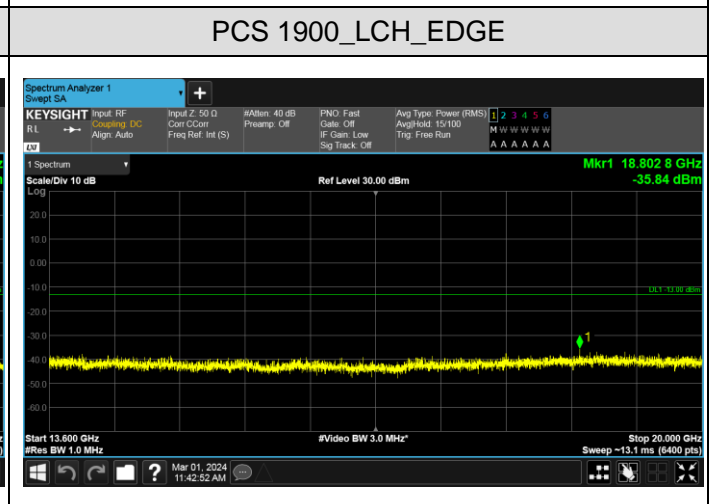 PCS 1900_LCH_EDGE
Spectrum Analyzer 1
Swept SA
+
KEYSIGHT
RL
LXI
Input: RF
Coupling: DC
Align: Auto
Input Z: 50 Ω
Corr CCorr
Freq Ref: Int (S)
#Atten: 40 dB
Preamp: Off
PNO: Fast
Gate: Off
IF Gain: Low
Sig Track: Off
Avg Type: Power (RMS)
Avg|Hold: 15/100
Trig: Free Run
1 2 3 4 5 6
M W W W W W
A A A A A A
1 Spectrum
Mkr1 18.802 8 GHz
Scale/Div 10 dB
Ref Level 30.00 dBm
-35.84 dBm
Log
20.0
10.0
0.00
-10.0
DL1 -13.00 dBm
-20.0
-30.0
1
-40.0
-50.0
-60.0
Start 13.600 GHz
#Video BW 3.0 MHz*
Stop 20.000 GHz
#Res BW 1.0 MHz
Sweep ~13.1 ms (6400 pts)
?
Mar 01, 2024
11:42:52 AM